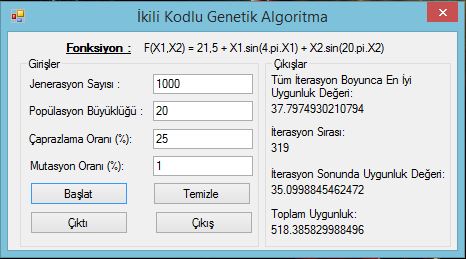 İkili Kodlu Genetik Algoritma
Fonksiyon : F(X1,X2) = 21,5 + X1.sin(4.pi.X1) + X2.sin(20.pi.X2)
Girişler
Jenerasyon Sayısı : 1000
Popülasyon Büyüklüğü : 20
Çaprazlama Oranı (%): 25
Mutasyon Oranı (%): 1
Başlat Temizle
Çıktı Çıkış
Çıkışlar
Tüm İterasyon Boyunca En İyi
Uygunluk Değeri:
37.7974930210794
İterasyon Sırası:
319
İterasyon Sonunda Uygunluk Değeri:
35.0998845462472
Toplam Uygunluk:
518.385829988496